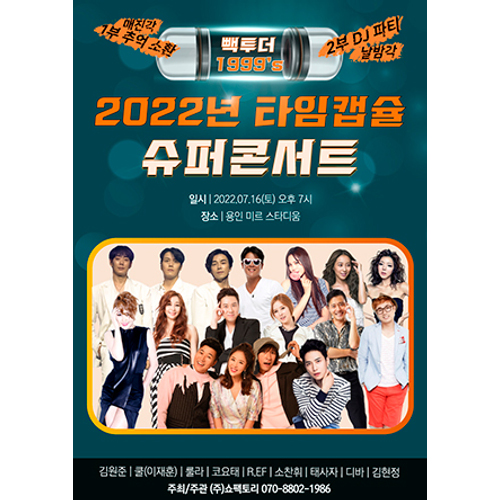 매진각
1부 추억 소환
빽투더
1999's
2부 DJ 파티
날밤각
2022년 타임캡슐
슈퍼콘서트
일시 | 2022.07.16(토) 오후 7시
장소 | 용인 미르 스타디움
김원준 | 쿨(이재훈) | 룰라 | 코요태 | R.EF | 소찬휘 | 태사자 | 디바 | 김현정
주최/주관 (주)쇼팩토리 070-8802-1986